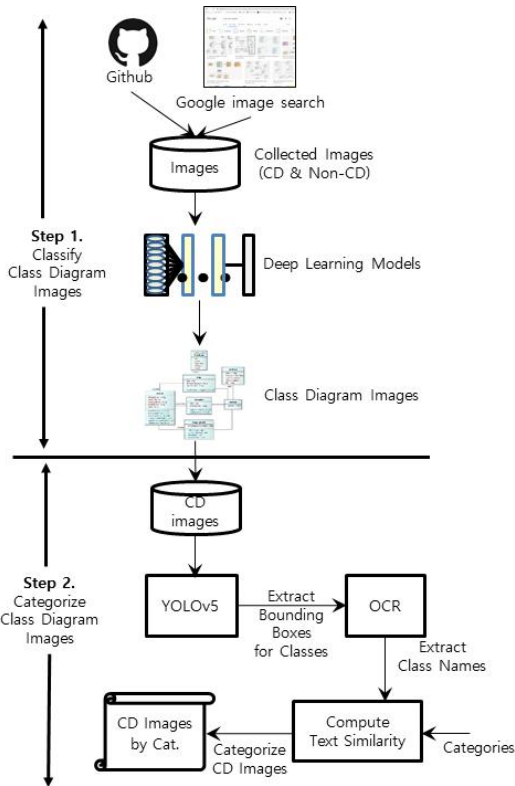 Github
Google image search
Images
Collected Images
(CD & Non-CD)
Step 1.
Classify
Class Diagram
Images
Deep Learning Models
Class Diagram Images
CD
images
Step 2.
Categorize
Class Diagram
Images
YOLOv5
Extract
Bounding
Boxes
for Classes
OCR
Extract
Class Names
CD Images
by Cat.
Categorize
CD Images
Compute
Text Similarity
Categories